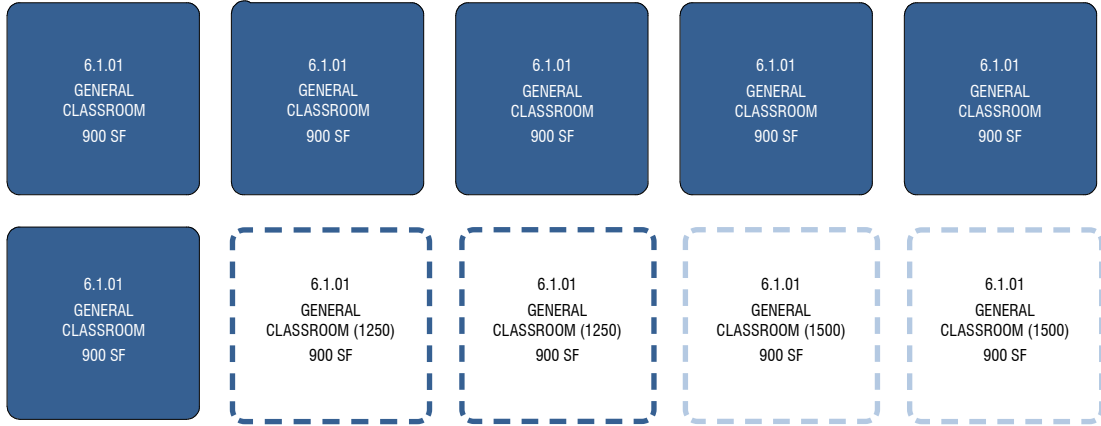 6.1.01
GENERAL
CLASSROOM
900 SF
6.1.01
GENERAL
CLASSROOM
900 SF
6.1.01
GENERAL
CLASSROOM
900 SF
6.1.01
GENERAL
CLASSROOM
900 SF
6.1.01
GENERAL
CLASSROOM
900 SF
6.1.01
GENERAL
CLASSROOM
900 SF
6.1.01
GENERAL
CLASSROOM (1250)
900 SF
6.1.01
GENERAL
CLASSROOM (1250)
900 SF
6.1.01
GENERAL
CLASSROOM (1500)
900 SF
6.1.01
GENERAL
CLASSROOM (1500)
900 SF